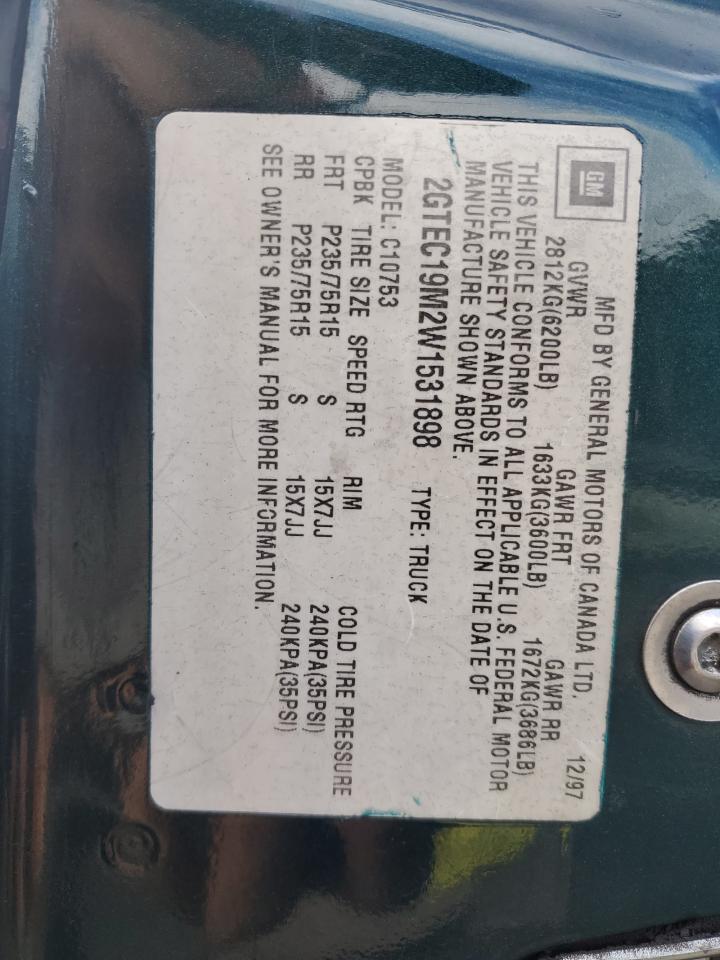 GM
MFD BY GENERAL MOTORS OF CANADA LTD. 12/97
GVWR GAWR FRT GAWR RR
2812KG(6200LB) 1633KG(3600LB) 1672KG(3686LB)
THIS VEHICLE CONFORMS TO ALL APPLICABLE U.S. FEDERAL MOTOR
VEHICLE SAFETY STANDARDS IN EFFECT ON THE DATE OF
MANUFACTURE SHOWN ABOVE.
2GTEC19M2W1531898 TYPE: TRUCK
MODEL: C10753
CPBK TIRE SIZE SPEED RTG RIM COLD TIRE PRESSURE
FRT P235/75R15 S 15X7JJ 240KPA(35PSI)
RR P235/75R15 S 15X7JJ 240KPA(35PSI)
SEE OWNER'S MANUAL FOR MORE INFORMATION.